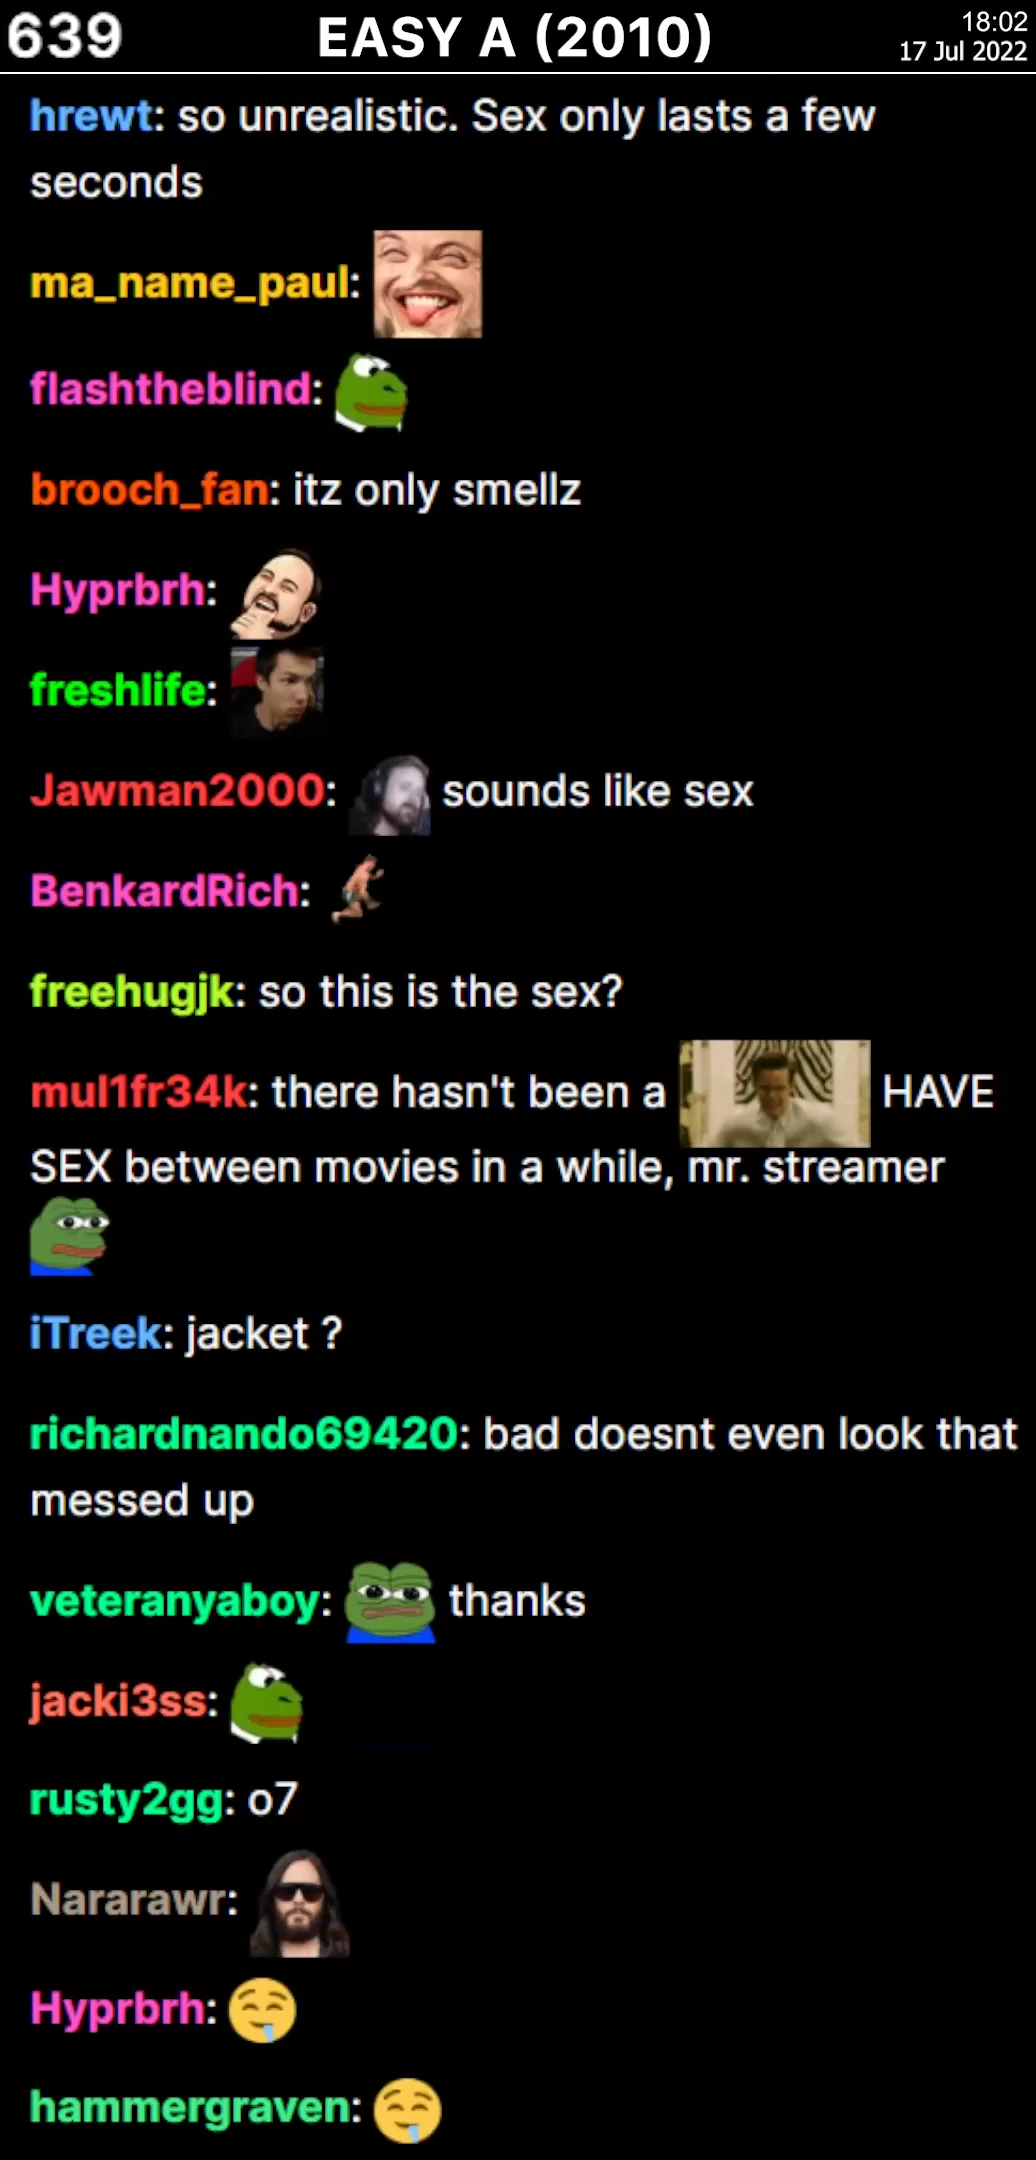 639
EASY A (2010)
18:02
17 Jul 2022
hrewt: so unrealistic. Sex only lasts a few
seconds
ma_name_paul:
flashtheblind:
brooch_fan: itz only smellz
Hyprbrh:
freshlife:
Jawman2000: sounds like sex
BenkardRich:
freehugjk: so this is the sex?
mul1fr34k: there hasn't been a HAVE
SEX between movies in a while, mr. streamer
iTreek: jacket ?
richardnando69420: bad doesnt even look that
messed up
veteranyaboy: thanks
jacki3ss:
rusty2gg: o7
Nararawr:
Hyprbrh:
hammergraven: